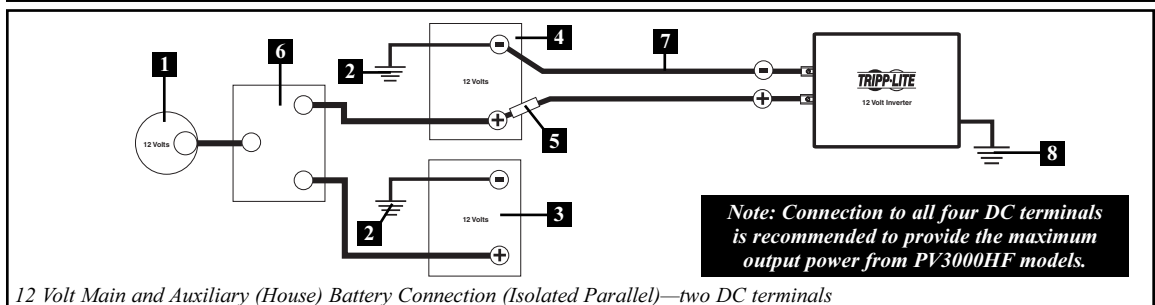 1
6
2
4
7
12 Volts
12 Volts
5
TRIPP·LITE
12 Volt Inverter
8
2
12 Volts
3
Note: Connection to all four DC terminals
is recommended to provide the maximum
output power from PV3000HF models.
12 Volt Main and Auxiliary (House) Battery Connection (Isolated Parallel)—two DC terminals